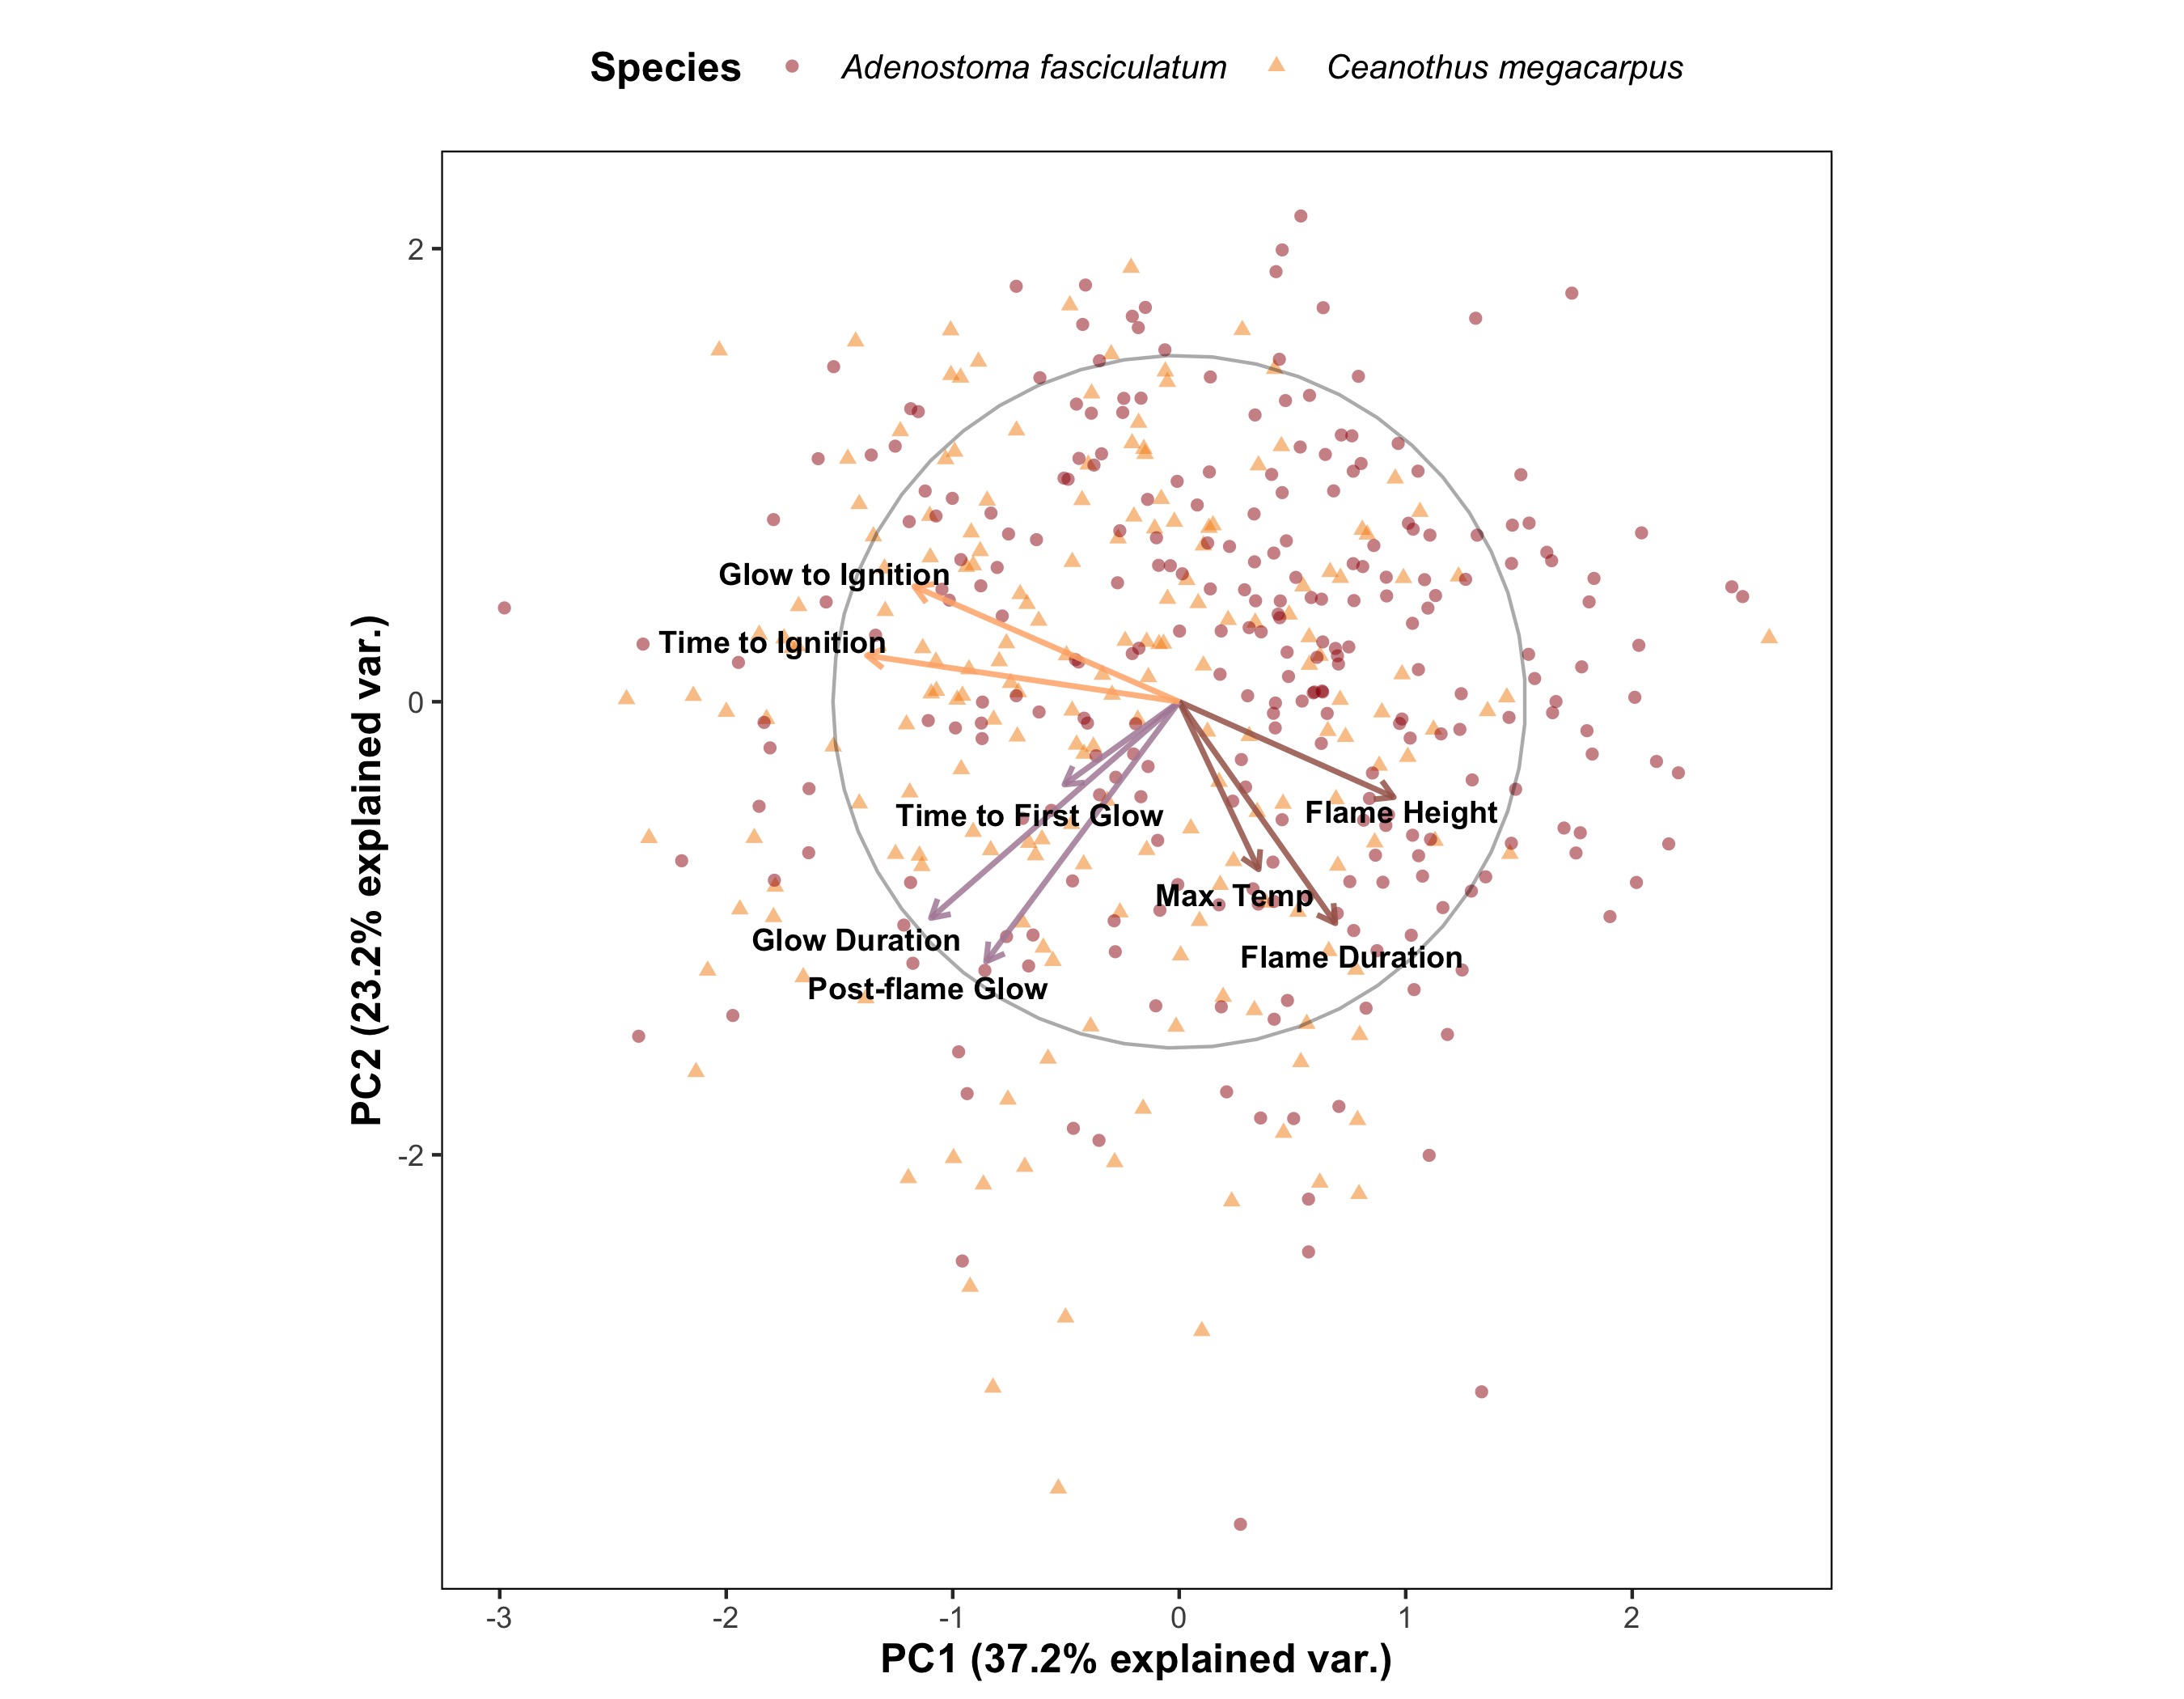 Species Adenostoma fasciculatum Ceanothus megacarpus
2
Glow to Ignition
Time to Ignition
0
Time to First Glow
Flame Height
Max. Temp
Glow Duration
Flame Duration
Post-flame Glow
-2
-3 -2 -1 0 1 2
PC1 (37.2% explained var.)
PC2 (23.2% explained var.)